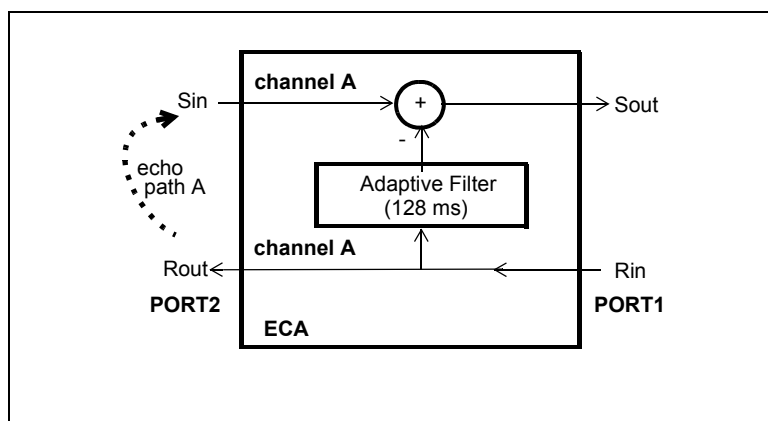 channel A
Sin
+
Sout
-
echo
path A
Adaptive Filter
(128 ms)
channel A
Rout
Rin
PORT2
PORT1
ECA